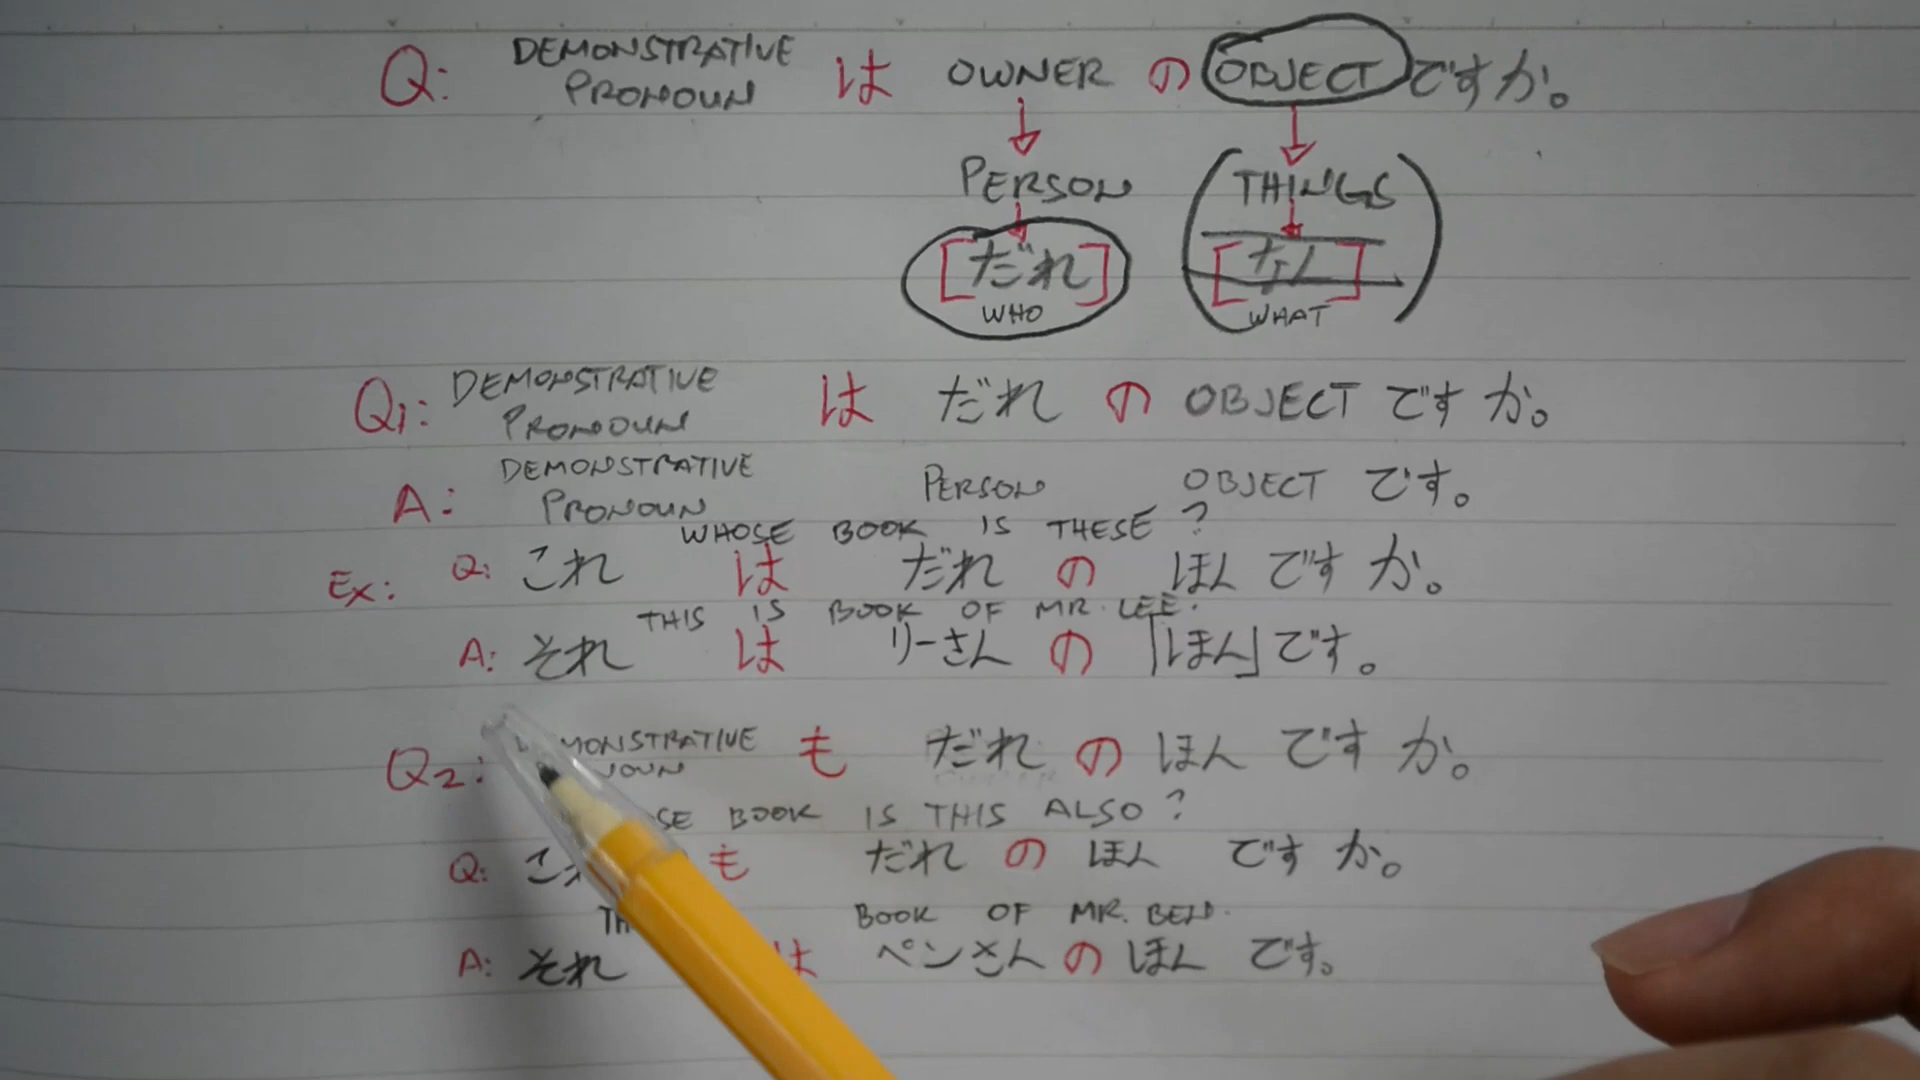 Q: DEMONSTRATIVE PRONOUN は OWNER の OBJECT ですか。
PERSON THINGS
[だれ] [なん]
WHO WHAT
Q1: DEMONSTRATIVE PRONOUN は だれ の OBJECT ですか。
A: DEMONSTRATIVE PRONOUN PERSON OBJECT です。
WHOSE BOOK IS THESE?
Ex: Q: これ は だれ の ほん ですか。
THIS IS BOOK OF MR. LEE.
A: それ は リーさん の 「ほん」です。
Q2: も だれ の ほん ですか。
BOOK IS THIS ALSO?
Q: も だれ の ほん ですか。
BOOK OF MR.
A: それ は ペンさん の ほん です。